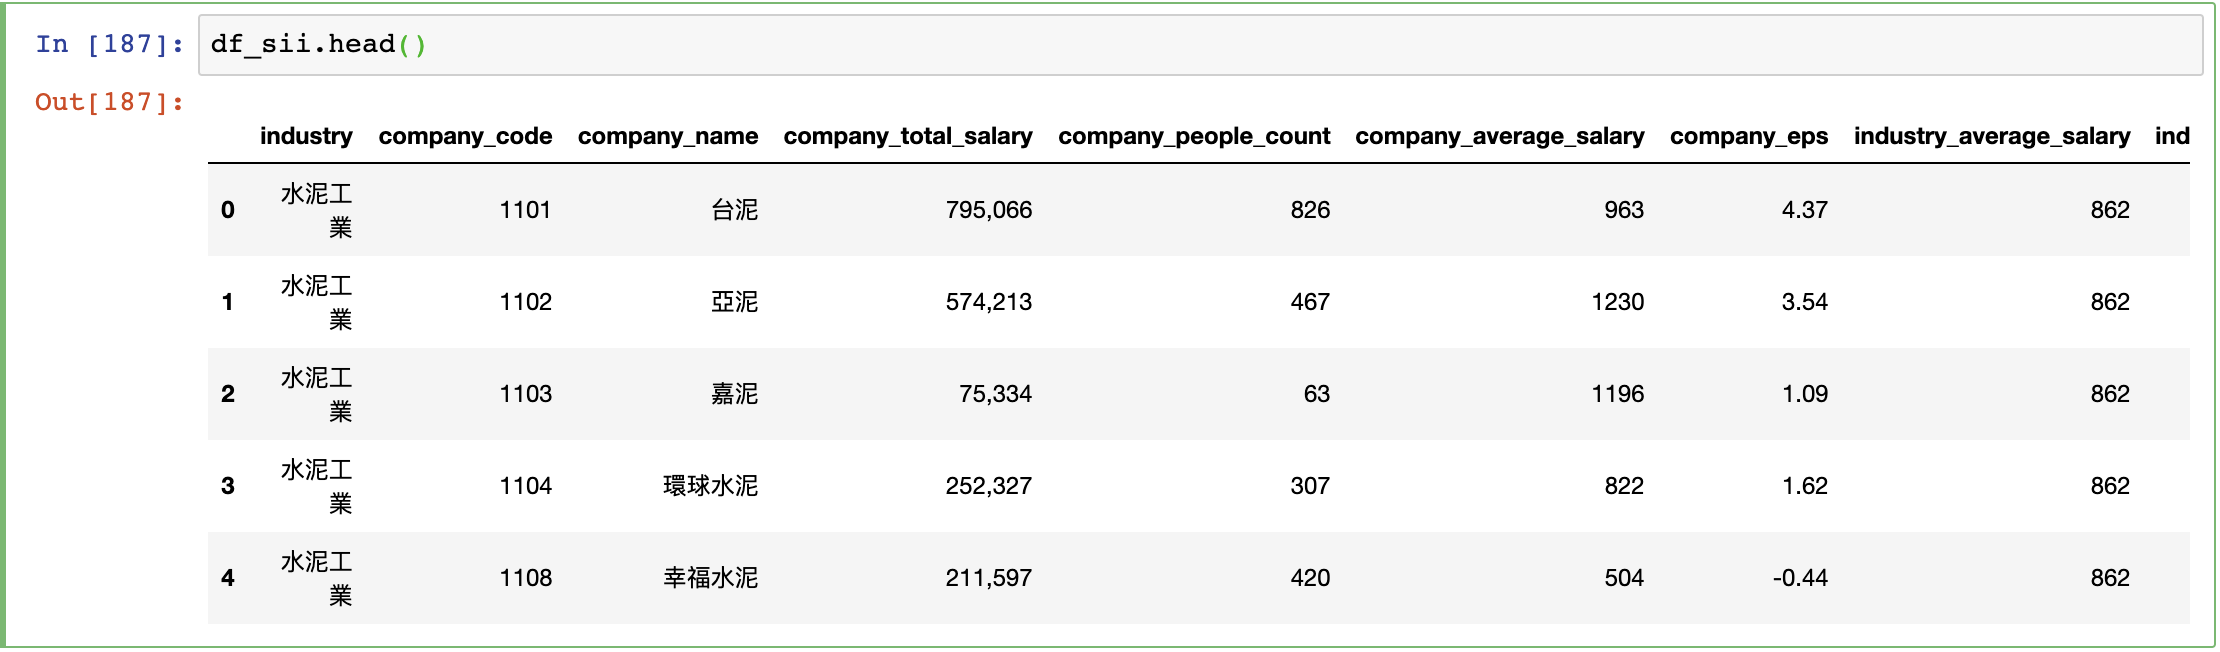 In [187]: df_sii.head()
Out[187]:
industry company_code company_name company_total_salary company_people_count company_average_salary company_eps industry_average_salary ind
0 水泥工業 1101 台泥 795,066 826 963 4.37 862
1 水泥工業 1102 亞泥 574,213 467 1230 3.54 862
2 水泥工業 1103 嘉泥 75,334 63 1196 1.09 862
3 水泥工業 1104 環球水泥 252,327 307 822 1.62 862
4 水泥工業 1108 幸福水泥 211,597 420 504 -0.44 862